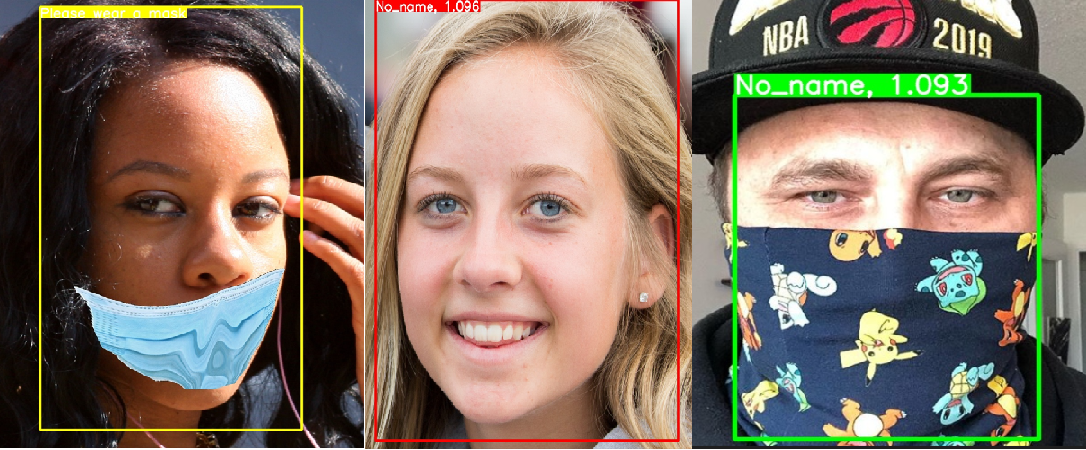 Please wear a mask
No_name, 1.096
No_name, 1.093
NBA
2019